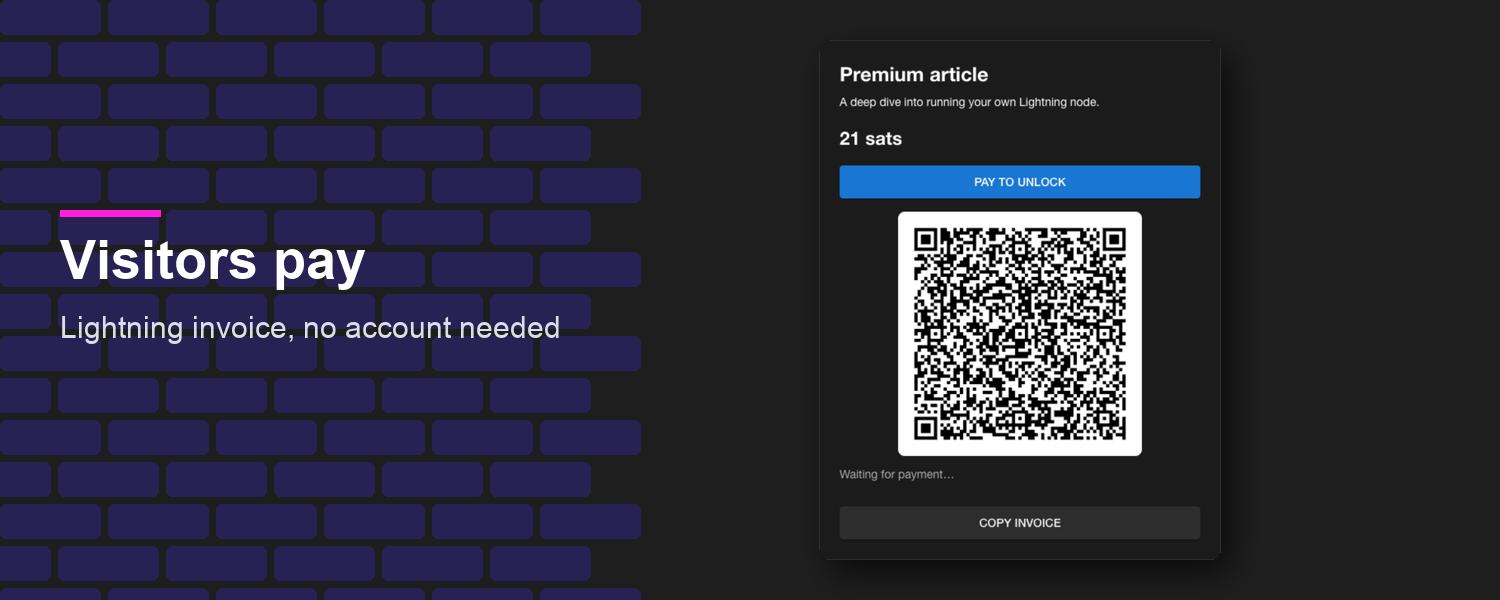 Visitors pay
Lightning invoice, no account needed
Premium article
A deep dive into running your own Lightning node.
21 sats
PAY TO UNLOCK
Waiting for payment...
COPY INVOICE